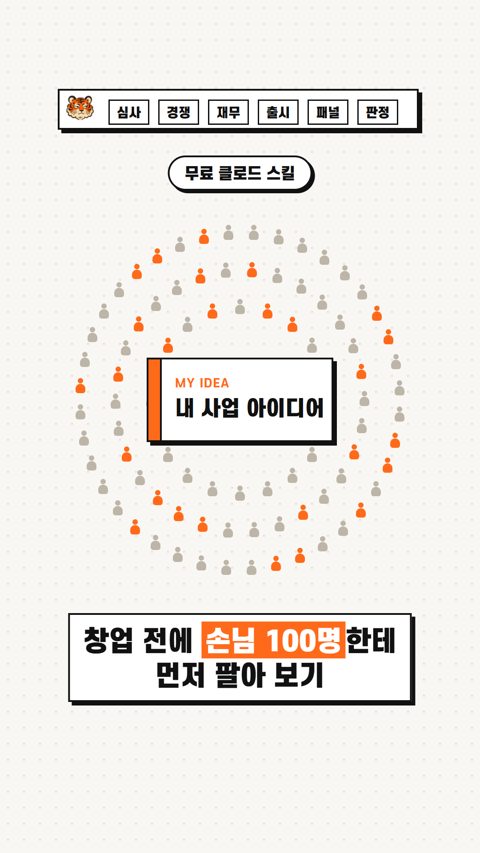 심사 경쟁 재무 출시 패널 판정
무료 클로드 스킬
MY IDEA
내 사업 아이디어
창업 전에 손님 100명한테
먼저 팔아 보기